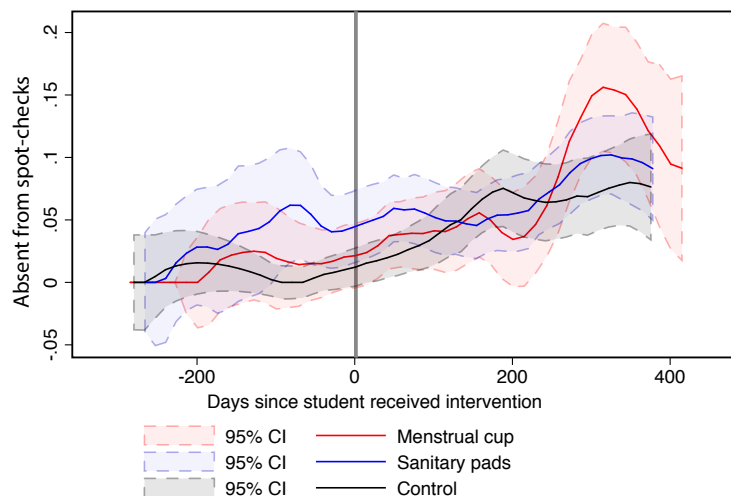 Absent from spot-checks
.2
.15
.1
.05
0
-.05
-200 0 200 400
Days since student received intervention
95% CI Menstrual cup
95% CI Sanitary pads
95% CI Control